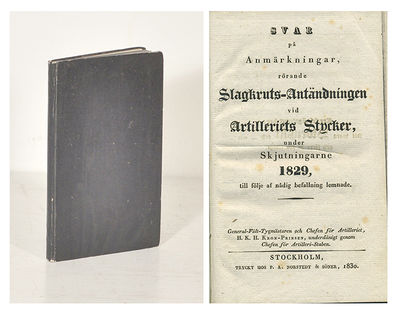 SVAR
på
Anmärkningar,
rörande
Slagkruts-Antändningen
vid
Artilleriets Stycker,
under
Skjutningarne
1829,
till följe af nådig befallning lemnade.
General-Fält-Tygmästaren och Chefen för Artilleriet,
H. K. H. KRON-PRINSEN, underdånigt genom
Chefen för Artilleri-Staben.
STOCKHOLM,
TRYCKT HOS P. A. NORSTEDT & SÖNER, 1830.